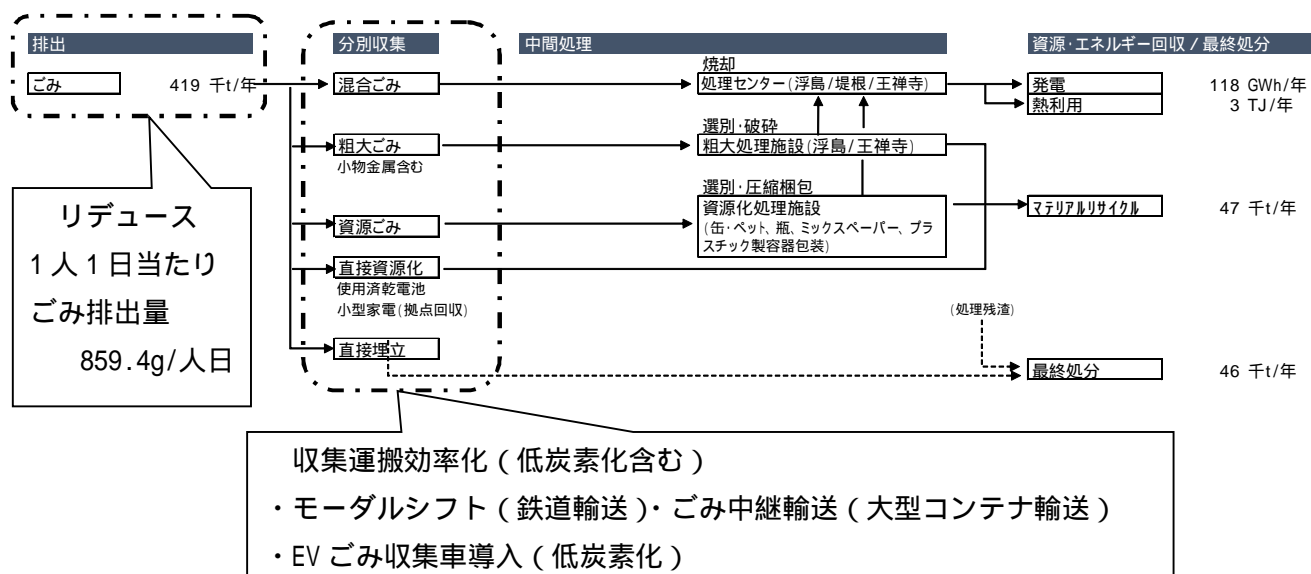 排出
分別収集
中間処理
資源・エネルギー回収/最終処分
ごみ
419 千t/年
混合ごみ
焼却
処理センター(浮島/堤根/王禅寺)
発電
118 GWh/年
熱利用
3 TJ/年
粗大ごみ
小物金属含む
選別・破砕
粗大処理施設(浮島/王禅寺)
資源ごみ
選別・圧縮梱包
資源化処理施設
(缶・ペット、瓶、ミックスペーパー、プラ
スチック製容器包装)
マテリアルリサイクル
47 千t/年
直接資源化
使用済乾電池
小型家電(拠点回収)
直接埋立
(処理残渣)
最終処分
46 千t/年
リデュース
1人1日当たり
ごみ排出量
859.4g/人日
収集運搬効率化(低炭素化含む)
・モーダルシフト(鉄道輸送)・ごみ中継輸送(大型コンテナ輸送)
・EVごみ収集車導入(低炭素化)